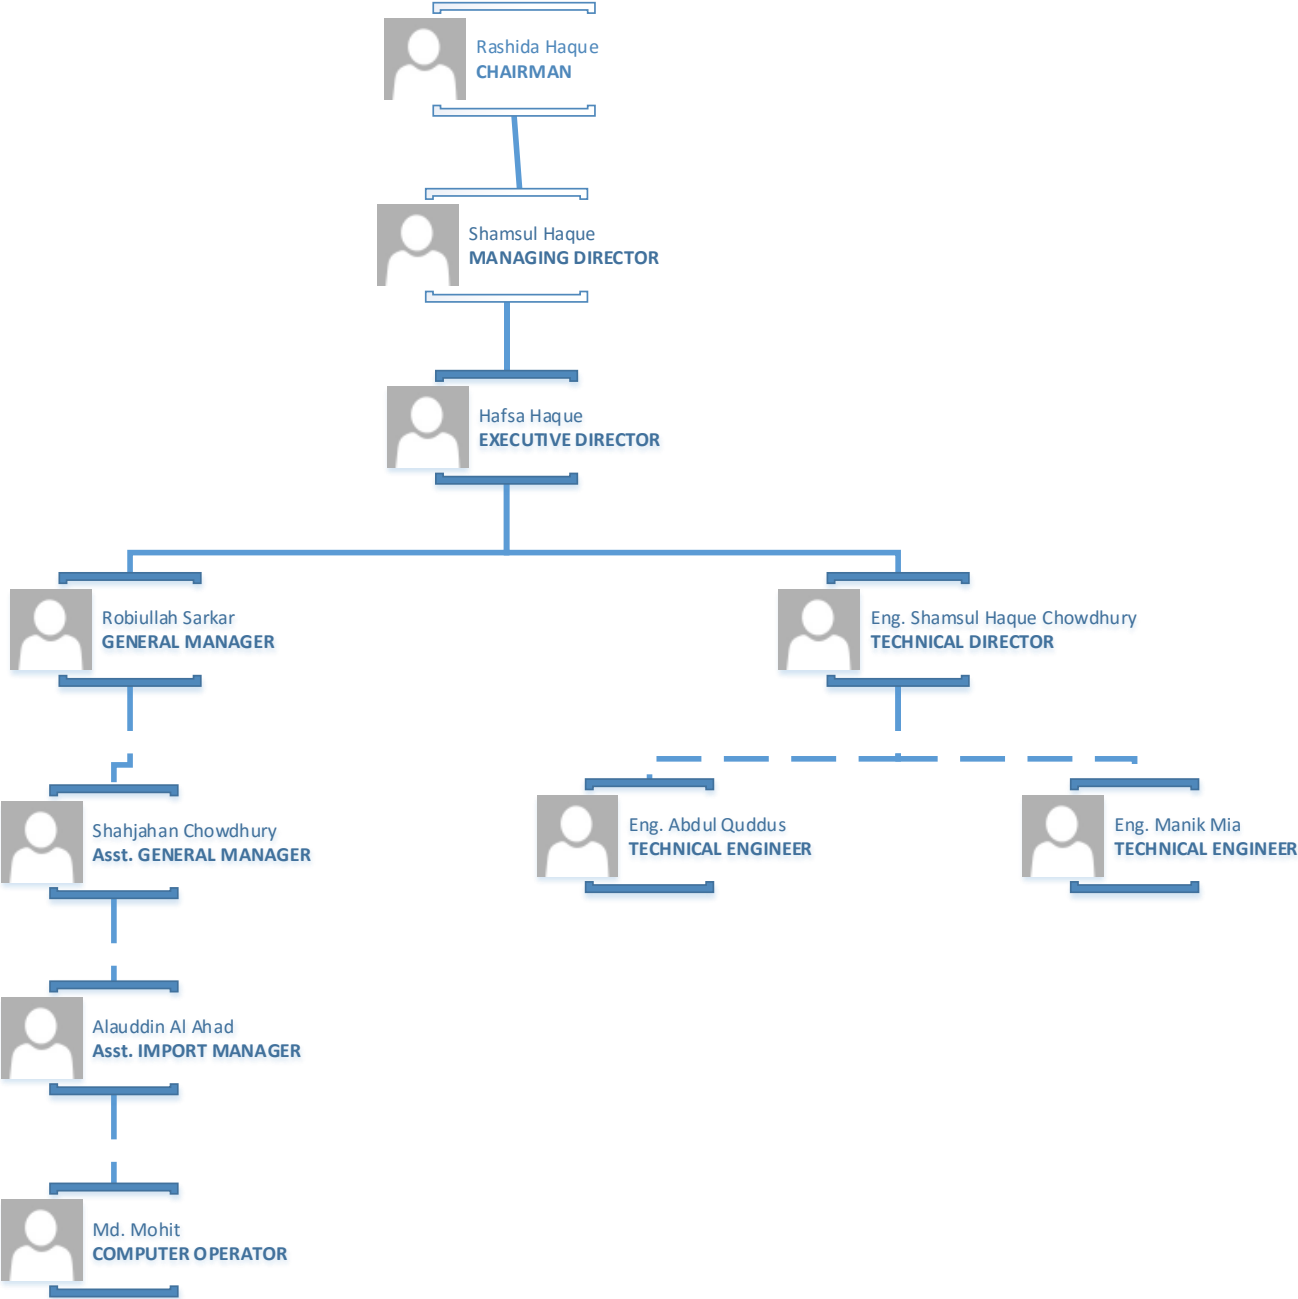 Rashida Haque
CHAIRMAN
Shamsul Haque
MANAGING DIRECTOR
Hafsa Haque
EXECUTIVE DIRECTOR
Robiullah Sarkar
GENERAL MANAGER
Eng. Shamsul Haque Chowdhury
TECHNICAL DIRECTOR
Shahjahan Chowdhury
Asst. GENERAL MANAGER
Eng. Abdul Quddus
TECHNICAL ENGINEER
Eng. Manik Mia
TECHNICAL ENGINEER
Alauddin Al Ahad
Asst. IMPORT MANAGER
Md. Mohit
COMPUTER OPERATOR